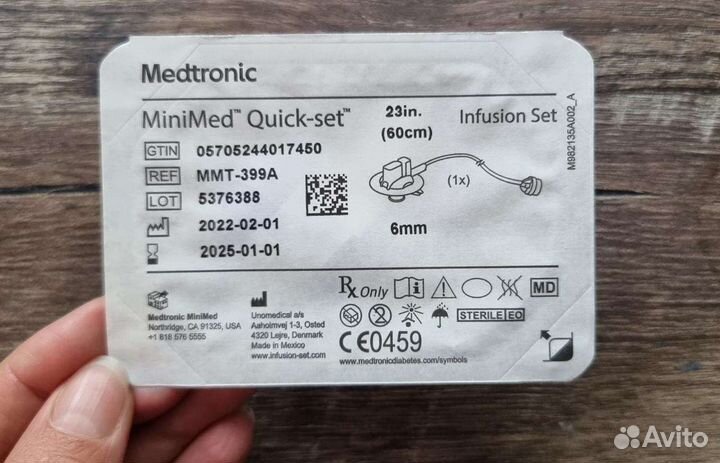 Medtronic
MiniMed™ Quick-set™ 23in. (60cm) Infusion Set
GTIN 05705244017450
REF MMT-399A
LOT 5376388
(1x)
2022-02-01
6mm
2025-01-01
M982135A002_A
Rx Only MD
Medtronic MiniMed
Northridge, CA 91325, USA
+1 818 576 5555
Unomedical a/s
Aaholmvej 1-3, Osted
4320 Lejre, Denmark
Made in Mexico
www.infusion-set.com
2 STERILE EO
CE0459
www.medtronicdiabetes.com/symbols
Avito